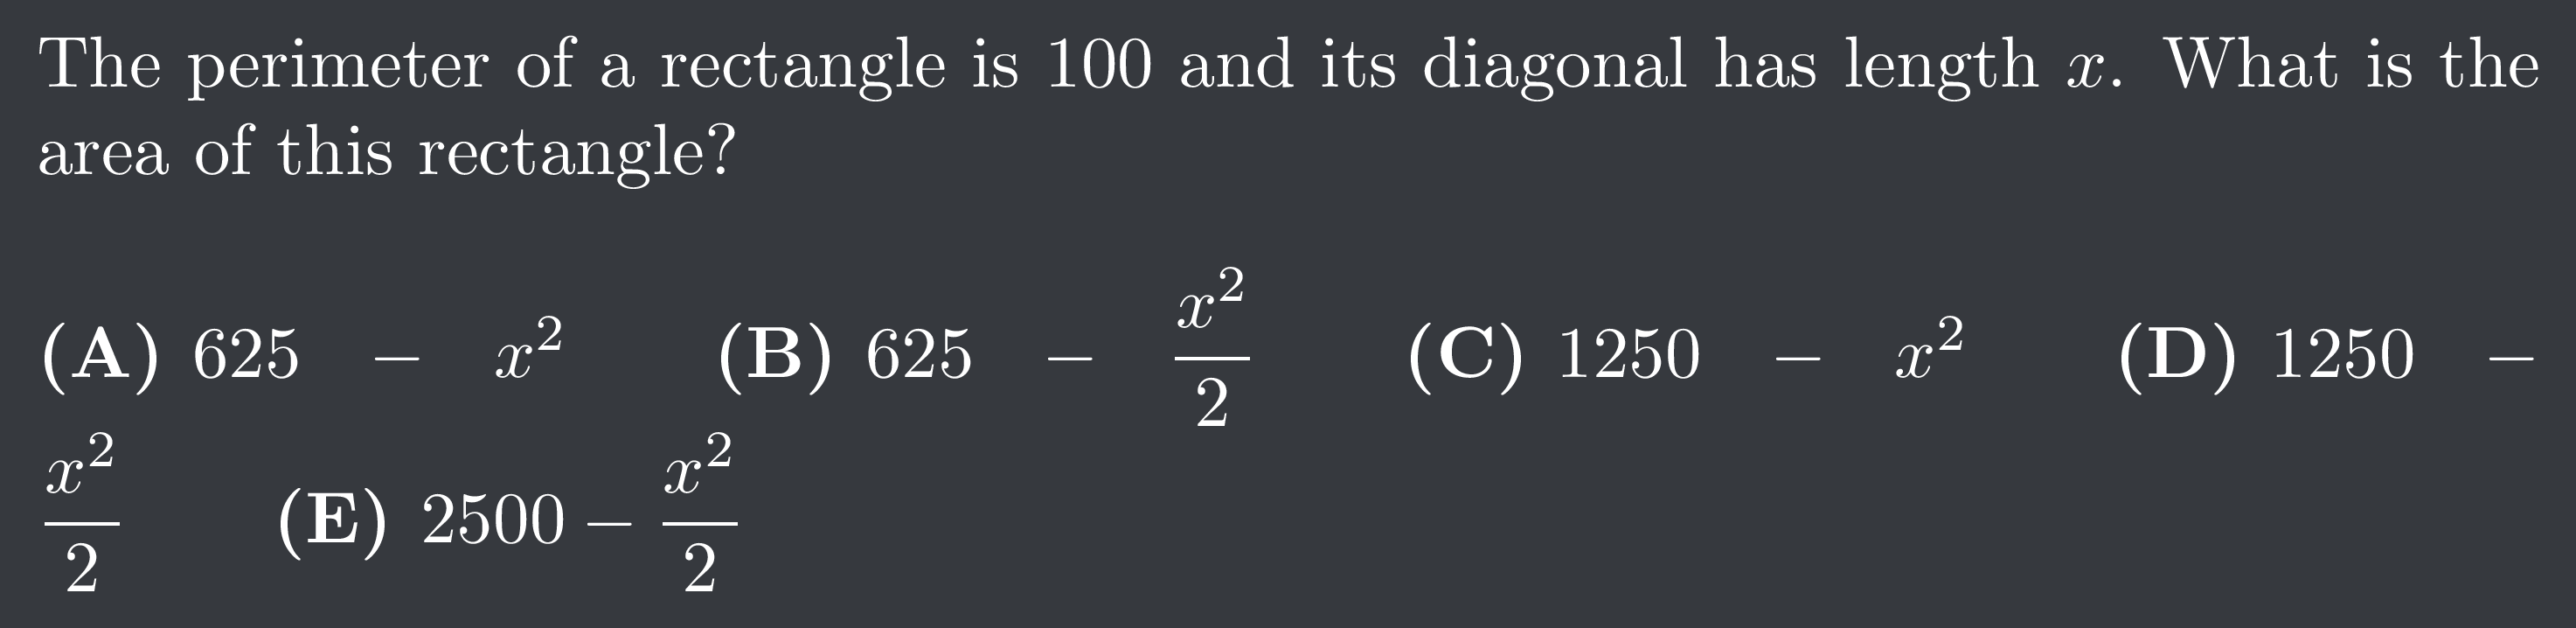 The perimeter of a rectangle is 100 and its diagonal has length x. What is the
area of this rectangle?
(A) 625 − x² (B) 625 − x²/2 (C) 1250 − x² (D) 1250 −
x²/2 (E) 2500 − x²/2